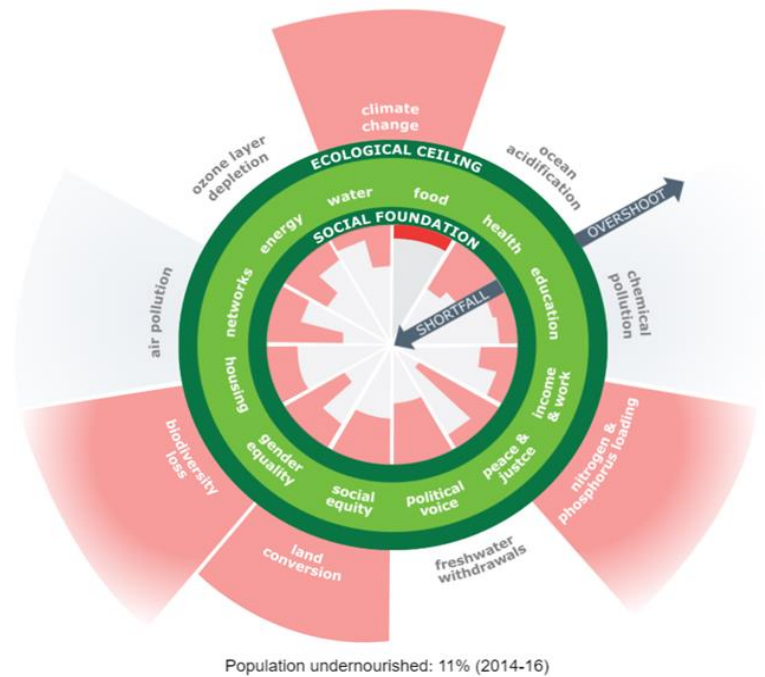 climate
change
ozone layer
depletion
ocean
acidification
ECOLOGICAL CEILING
OVERSHOOT
water
food
energy
health
SOCIAL FOUNDATION
SHORTFALL
networks
education
air pollution
chemical
pollution
housing
income
& work
gender
equality
peace &
justce
social
equity
political
voice
biodiversity
loss
nitrogen &
phosphorus loading
land
conversion
freshwater
withdrawals
Population undernourished: 11% (2014-16)